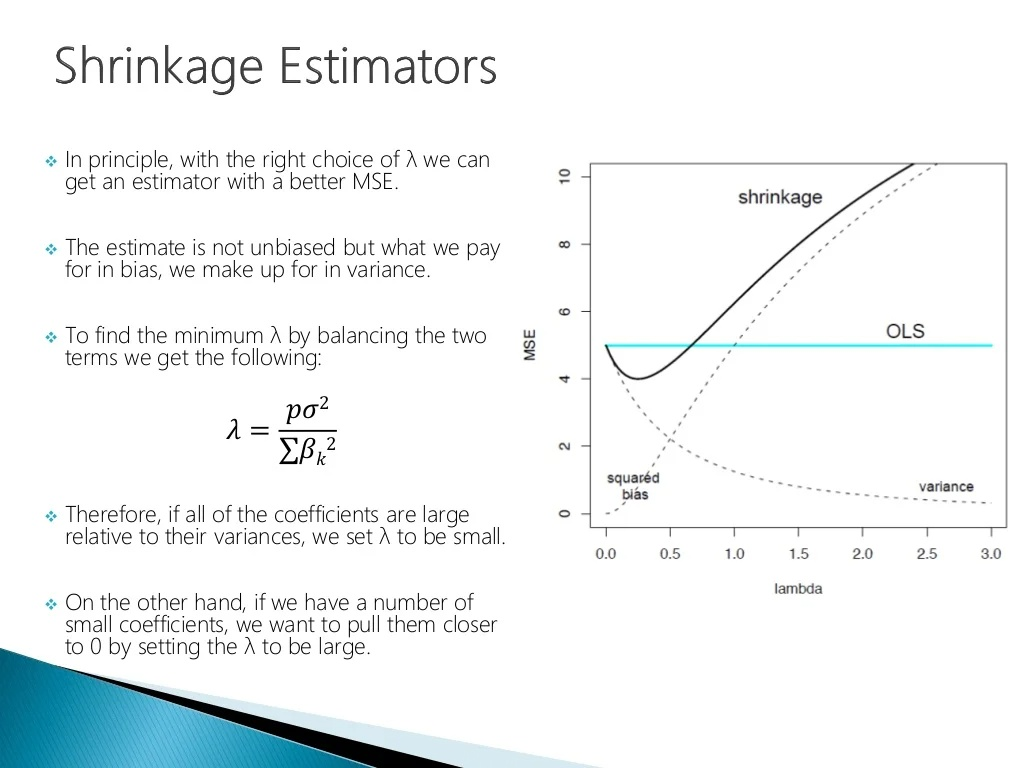 Shrinkage Estimators
❖ In principle, with the right choice of λ we can
get an estimator with a better MSE.
❖ The estimate is not unbiased but what we pay
for in bias, we make up for in variance.
❖ To find the minimum λ by balancing the two
terms we get the following:
λ = pσ² / ∑βₖ²
❖ Therefore, if all of the coefficients are large
relative to their variances, we set λ to be small.
❖ On the other hand, if we have a number of
small coefficients, we want to pull them closer
to 0 by setting the λ to be large.
MSE
10
8
6
4
2
0
shrinkage
OLS
squared
bias
variance
0.0 0.5 1.0 1.5 2.0 2.5 3.0
lambda